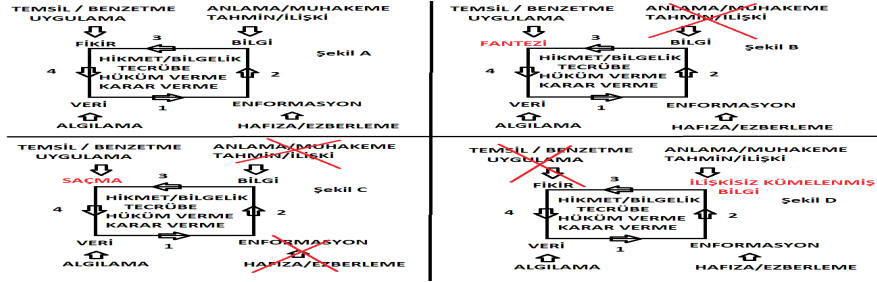 TEMSİL / BENZETME
UYGULAMA
ANLAMA/MUHAKEME
TAHMİN/İLİŞKİ
3
FİKİR
BİLGİ
Şekil A
HİKMET/BİLGELİK
TECRÜBE
HÜKÜM VERME
KARAR VERME
4
2
VERİ
1
ENFORMASYON
ALGILAMA
HAFIZA/EZBERLEME
TEMSİL / BENZETME
UYGULAMA
ANLAMA/MUHAKEME
TAHMİN/İLİŞKİ
3
FANTEZİ
BİLGİ
Şekil B
HİKMET/BİLGELİK
TECRÜBE
HÜKÜM VERME
KARAR VERME
4
2
VERİ
1
ENFORMASYON
ALGILAMA
HAFIZA/EZBERLEME
TEMSİL / BENZETME
UYGULAMA
ANLAMA/MUHAKEME
TAHMİN/İLİŞKİ
3
SAÇMA
BİLGİ
Şekil C
HİKMET/BİLGELİK
TECRÜBE
HÜKÜM VERME
KARAR VERME
4
2
VERİ
1
ENFORMASYON
ALGILAMA
HAFIZA/EZBERLEME
TEMSİL / BENZETME
UYGULAMA
ANLAMA/MUHAKEME
TAHMİN/İLİŞKİ
3
FİKİR
İLİŞKİSİZ KÜMELENMİŞ
BİLGİ
Şekil D
HİKMET/BİLGELİK
TECRÜBE
HÜKÜM VERME
KARAR VERME
4
2
VERİ
1
ENFORMASYON
ALGILAMA
HAFIZA/EZBERLEME